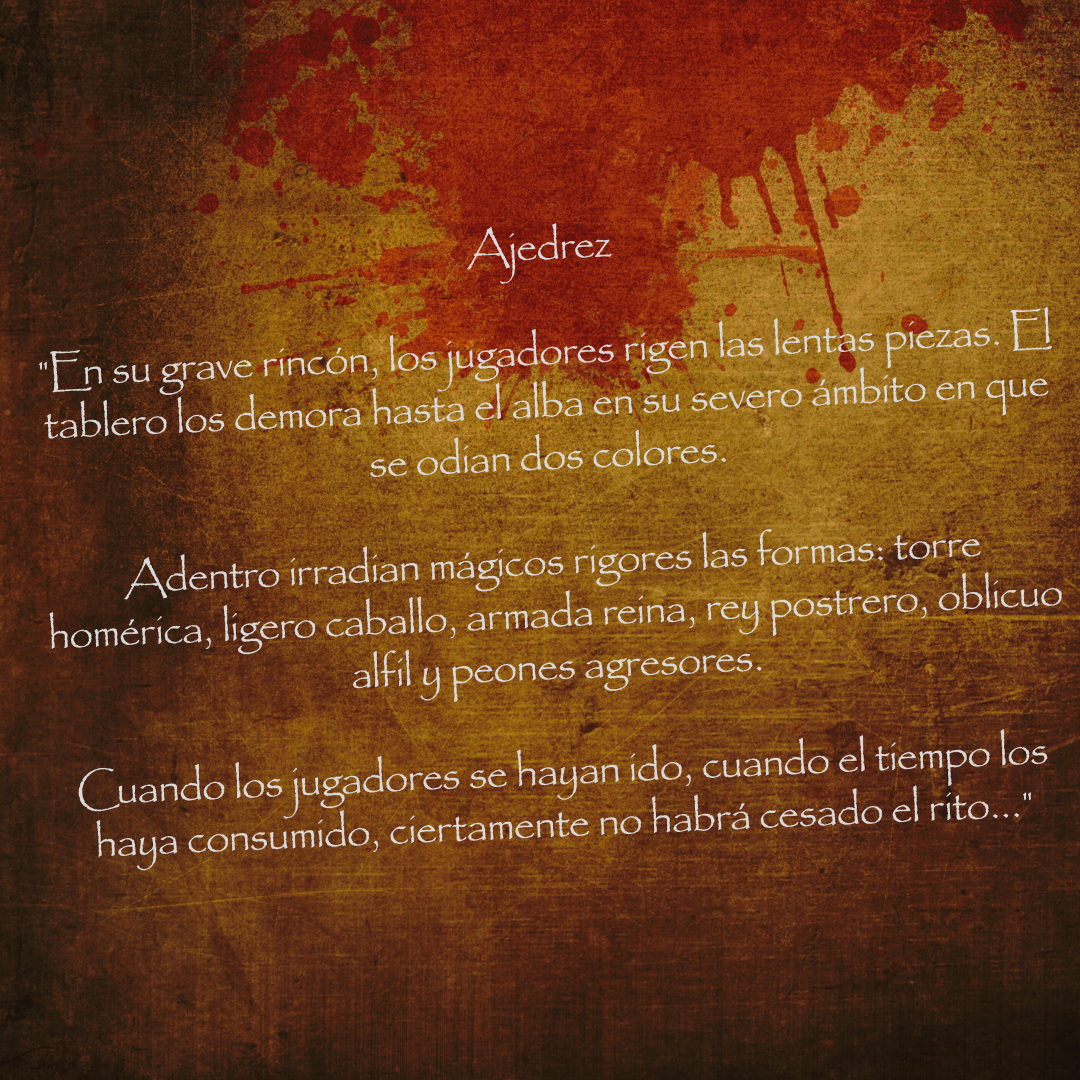 Ajedrez
"En su grave rincón, los jugadores rigen las lentas piezas. El
tablero los demora hasta el alba en su severo ámbito en que
se odian dos colores.
Adentro irradian mágicos rigores las formas: torre
homérica, ligero caballo, armada reina, rey postrero, oblicuo
alfil y peones agresores.
Cuando los jugadores se hayan ido, cuando el tiempo los
haya consumido, ciertamente no habrá cesado el rito..."